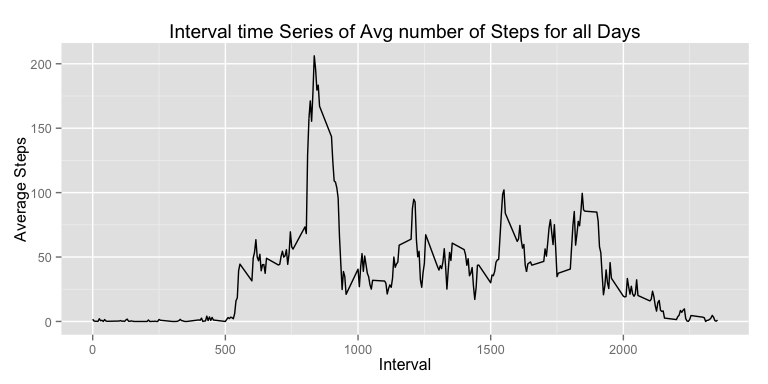 Interval time Series of Avg number of Steps for all Days
Average Steps
200
150
100
50
0
0 500 1000 1500 2000
Interval